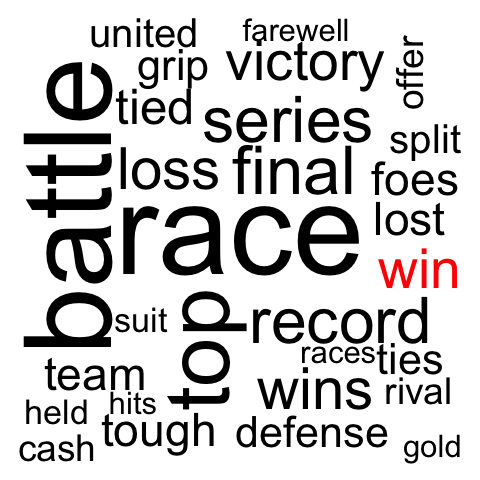 united
farewell
grip
victory
offer
tied
series
split
battle
loss
final
foes
race
lost
win
suit
top
record
races
ties
team
wins
rival
held
hits
tough
defense
cash
gold